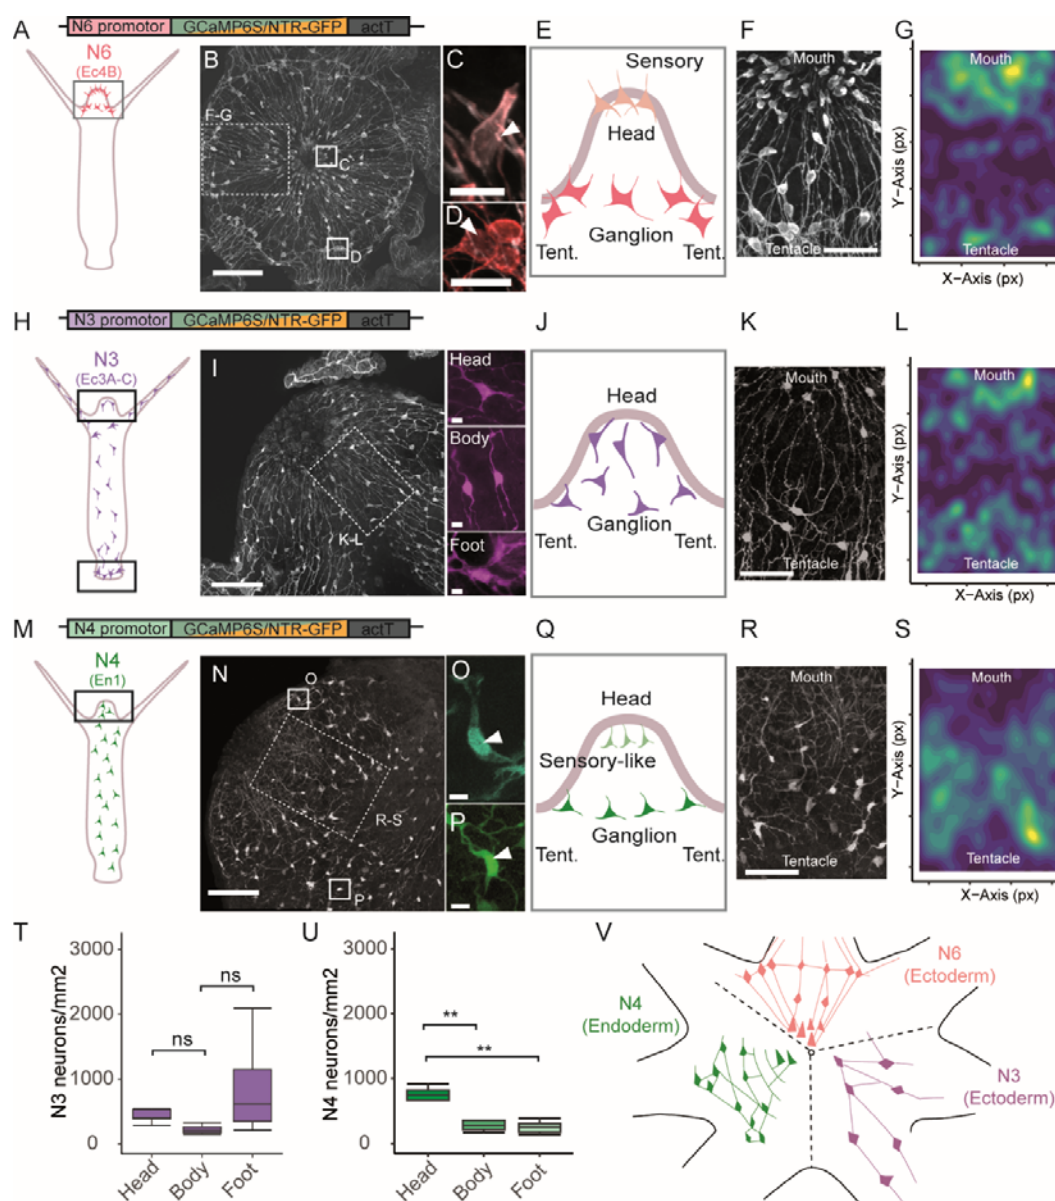 A
N6 promotor
GCaMP6S/NTR-GFP
actT
N6
(Ec4B)
B
F-G
C
D
C
D
E
Sensory
Head
Ganglion
Tent.
Tent.
F
Mouth
Tentacle
G
Mouth
Tentacle
Y-Axis (px)
X-Axis (px)
H
N3 promotor
GCaMP6S/NTR-GFP
actT
N3
(Ec3A-C)
I
K-L
Head
Body
Foot
J
Head
Ganglion
Tent.
Tent.
K
Mouth
Tentacle
L
Mouth
Tentacle
Y-Axis (px)
X-Axis (px)
M
N4 promotor
GCaMP6S/NTR-GFP
actT
N4
(En1)
N
O
R-S
P
O
P
Q
Head
Sensory-like
Ganglion
Tent.
Tent.
R
Mouth
Tentacle
S
Mouth
Tentacle
Y-Axis (px)
X-Axis (px)
T
N3 neurons/mm2
3000
2000
1000
0
ns
ns
Head
Body
Foot
U
N4 neurons/mm2
3000
2000
1000
0
**
**
Head
Body
Foot
V
N6
(Ectoderm)
N4
(Endoderm)
N3
(Ectoderm)